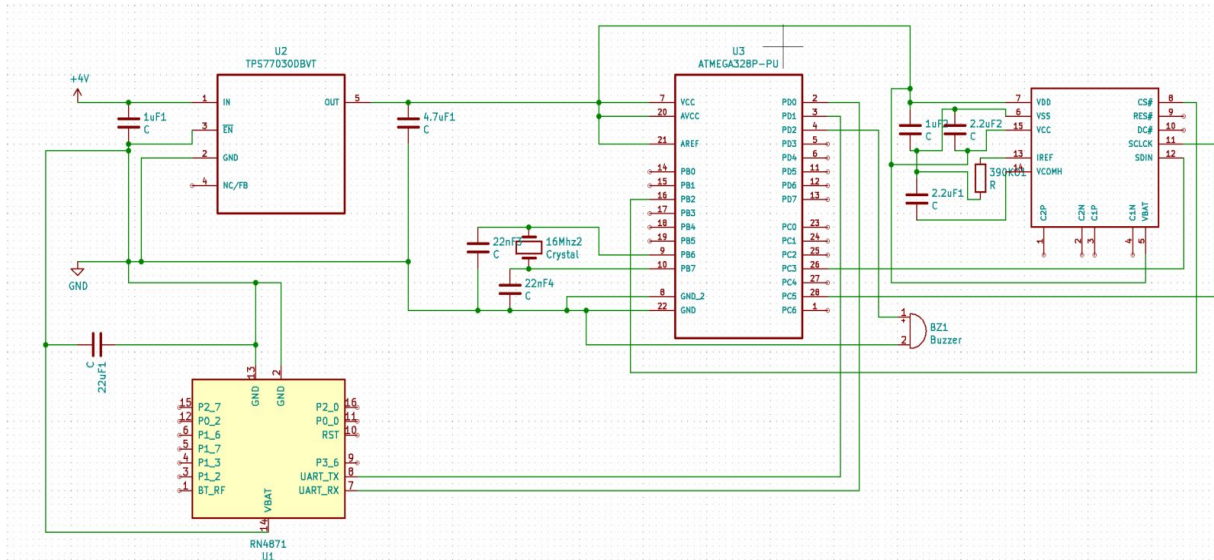 +4V
1uF1
C
U2
TPS77030DBVT
1 IN
3 EN
2 GND
4 NC/FB
OUT 5
4.7uF1
C
GND
22nF3
C
16Mhz2
Crystal
22nF4
C
U3
ATMEGA328P-PU
7 VCC
20 AVCC
21 AREF
14 PB0
15 PB1
16 PB2
17 PB3
18 PB4
19 PB5
9 PB6
10 PB7
8 GND_2
22 GND
PD0 2
PD1 3
PD2 4
PD3 5
PD4 6
PD5 11
PD6 12
PD7 13
PC0 23
PC1 24
PC2 25
PC3 26
PC4 27
PC5 28
PC6 1
1uF2
C
2.2uF2
C
2.2uF1
C
R
7 VDD
6 VSS
15 VCC
13 IREF
14 VCOMH
CS# 8
RES# 9
DC# 10
SCLCK 11
SDIN 12
C2P 1
C2N 2
C1P 3
C1N 4
VBAT 5
1
+
2
BZ1
Buzzer
C
22uF1
13 GND
2 GND
15 P2_7
12 P0_2
6 P1_6
5 P1_7
4 P1_3
3 P1_2
1 BT_RF
P2_0 16
P0_0 11
RST 10
P3_6 9
UART_TX 8
UART_RX 7
VBAT 14
RN4871
U1